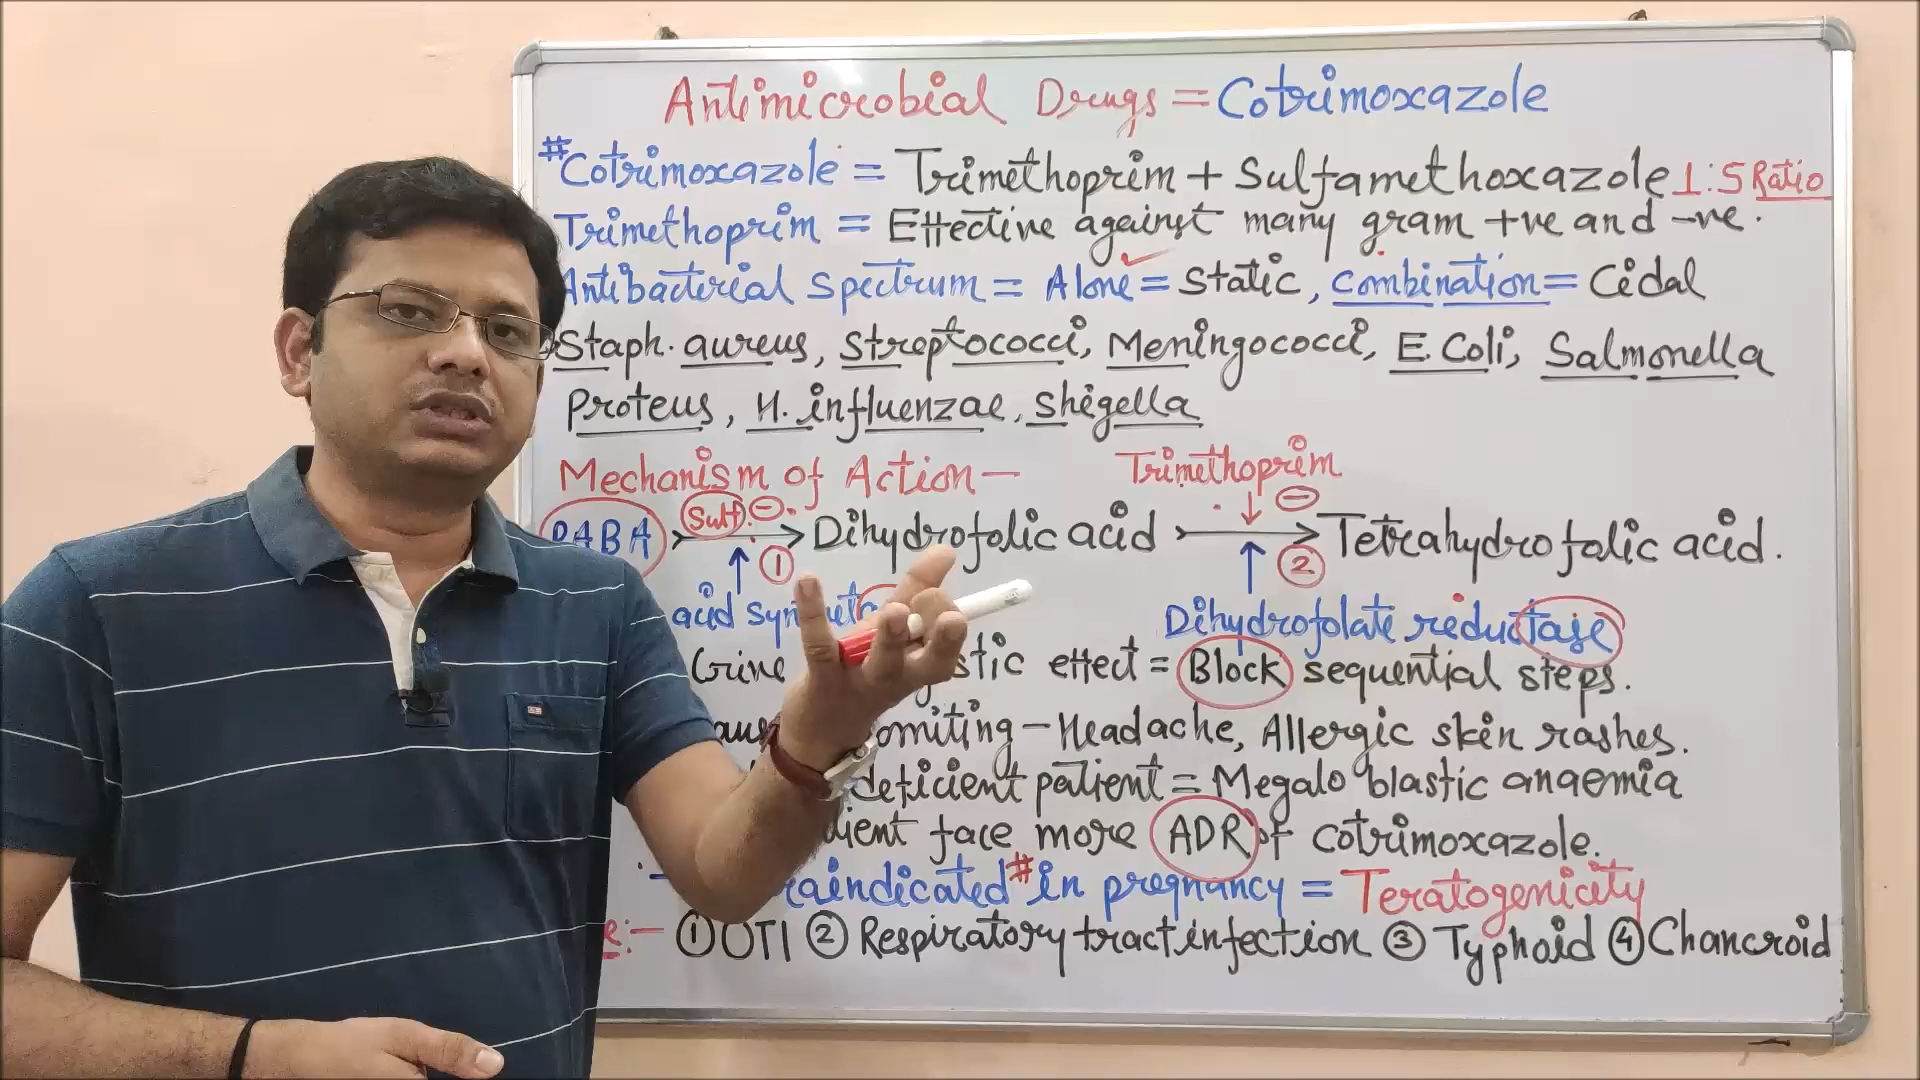 Antimicrobial Drugs = Cotrimoxazole
# Cotrimoxazole = Trimethoprim + Sulfamethoxazole 1:5 Ratio
Trimethoprim = Effective against many gram +ve and -ve.
Antibacterial Spectrum = Alone = Static, Combination = Cidal
Staph. aureus, Streptococci, Meningococci, E. Coli, Salmonella
Proteus, H. influenzae, Shigella
Mechanism of Action — Trimethoprim
PABA Sulf. ⊖ Dihydrofolic acid ⊖ Tetrahydrofolic acid.
① ②
acid Dihydrofolate reductase
effect = Block sequential steps.
— Headache, Allergic skin rashes.
deficient patient = Megalo blastic anaemia
face more ADR of Cotrimoxazole.
# in pregnancy = Teratogenicity
① UTI ② Respiratory tract infection ③ Typhoid ④ Chancroid